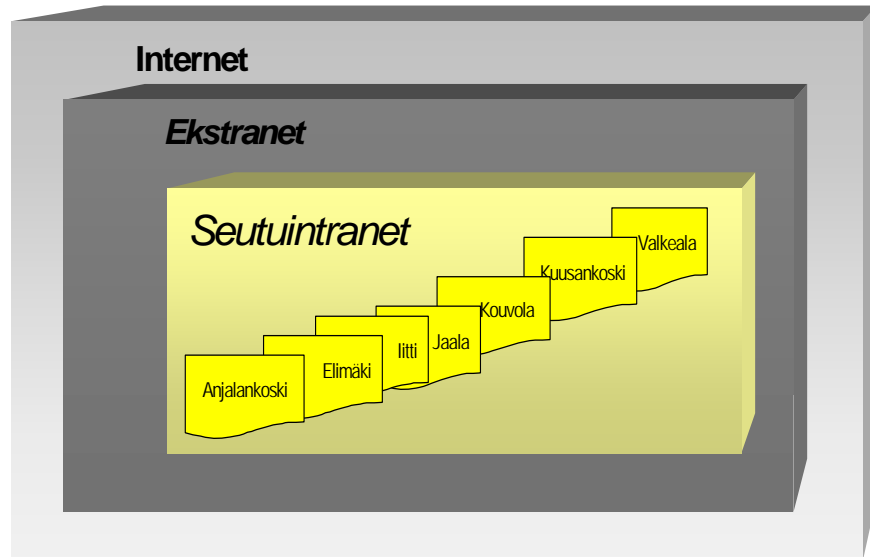 Internet
Ekstranet
Seutuintranet
Valkeala
Kuusankoski
Kouvola
Jaala
Iitti
Elimäki
Anjalankoski